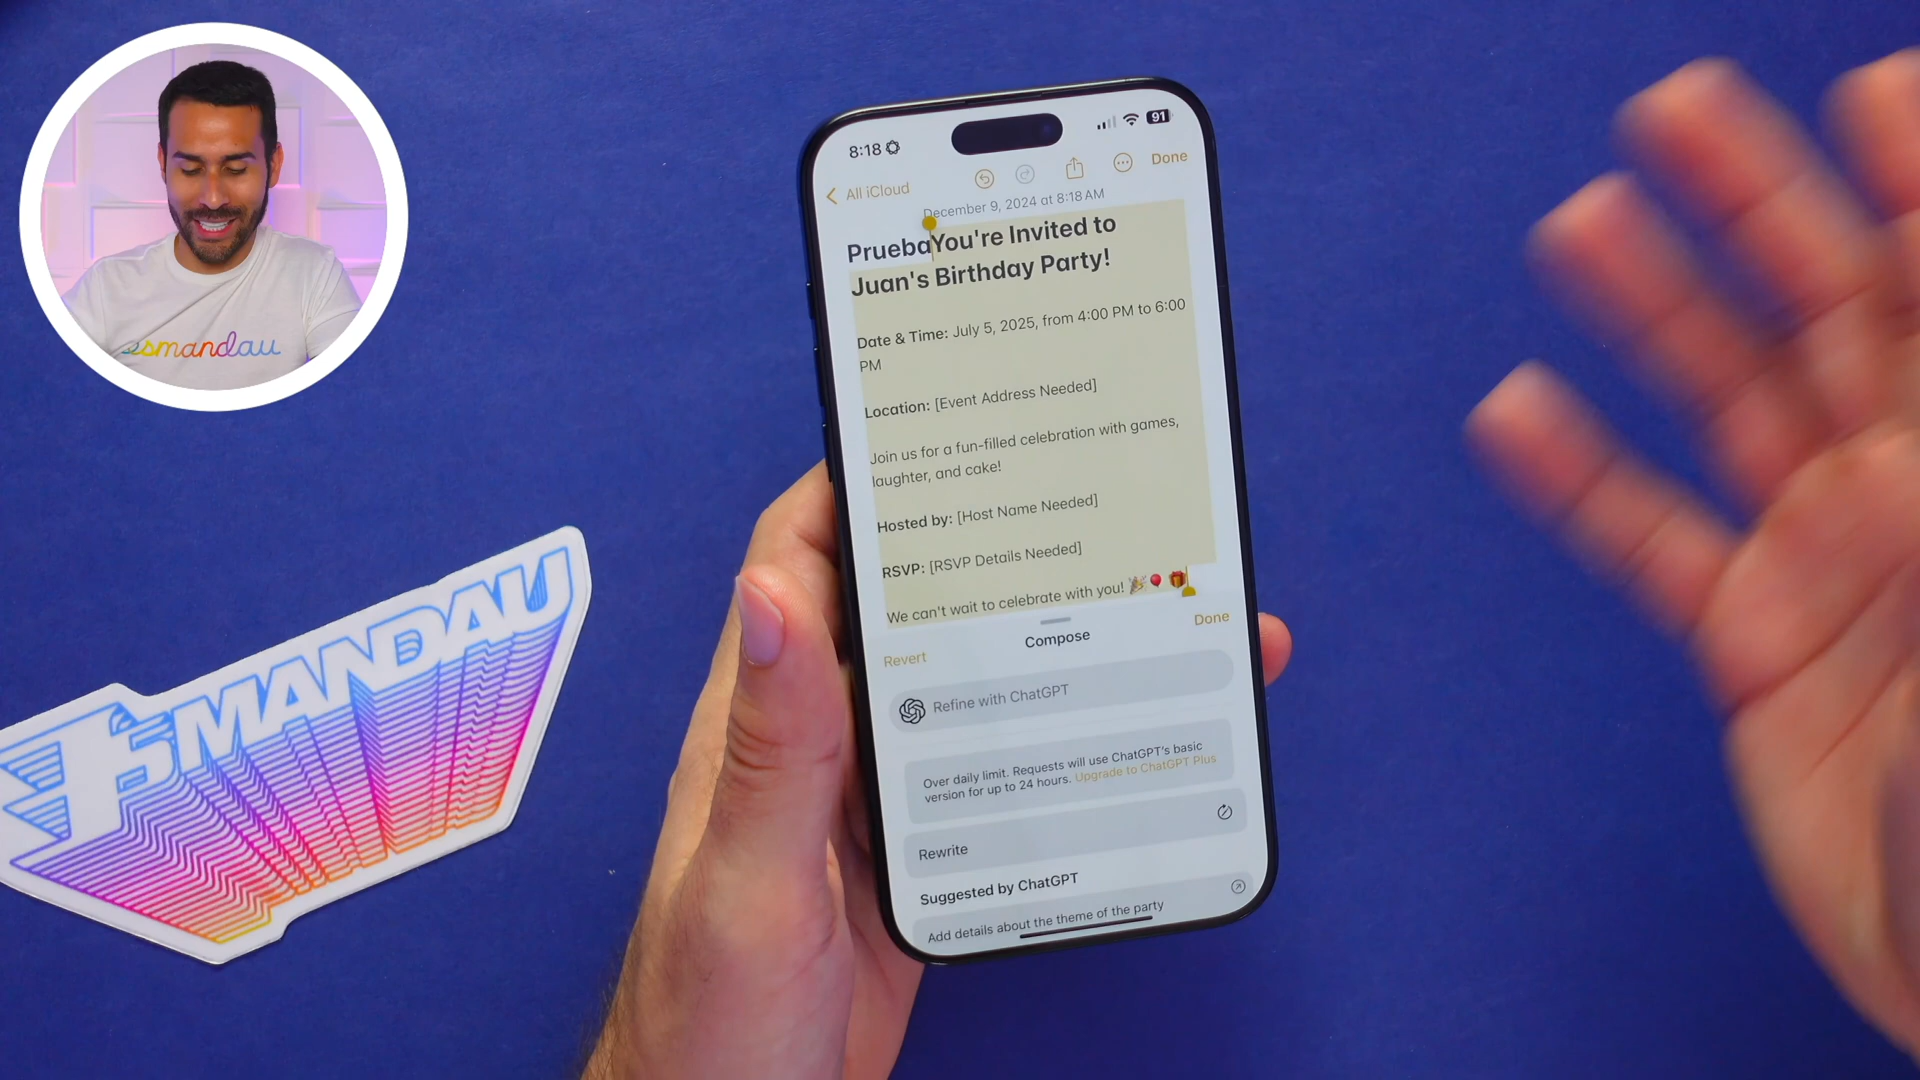 8:18
91
All iCloud
Done
December 9, 2024 at 8:18 AM
PruebaYou're Invited to
Juan's Birthday Party!
Date & Time: July 5, 2025, from 4:00 PM to 6:00
PM
Location: [Event Address Needed]
Join us for a fun-filled celebration with games,
laughter, and cake!
Hosted by: [Host Name Needed]
RSVP: [RSVP Details Needed]
We can't wait to celebrate with you! 🎉🎈🎁
Revert
Compose
Done
Refine with ChatGPT
Over daily limit. Requests will use ChatGPT's basic
version for up to 24 hours. Upgrade to ChatGPT Plus
Rewrite
Suggested by ChatGPT
Add details about the theme of the party
ismandau
ISMANDAU